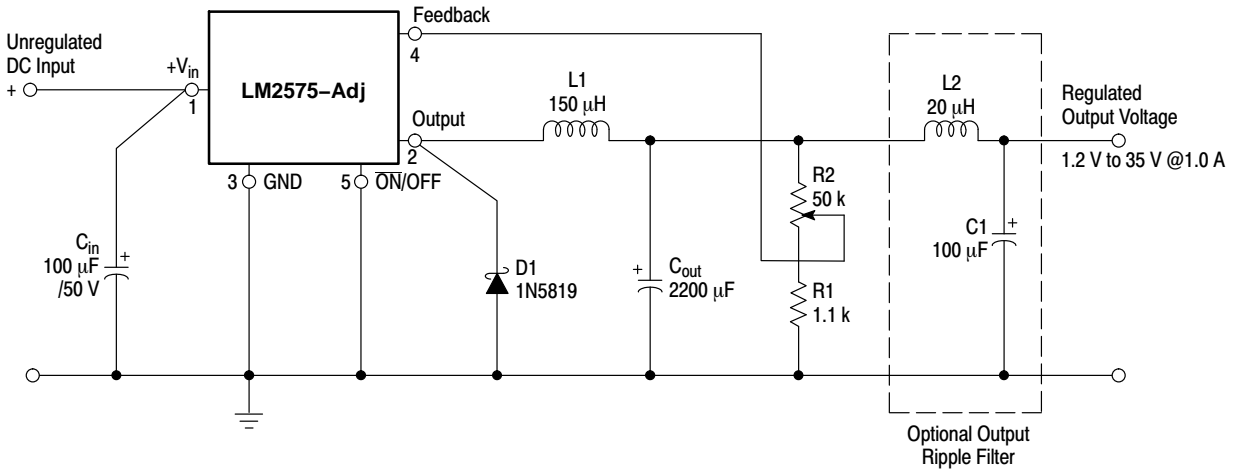 Feedback
4
Unregulated
DC Input
+
+Vin
1
LM2575–Adj
Output
2
L1
150 μH
L2
20 μH
Regulated
Output Voltage
1.2 V to 35 V @1.0 A
3
GND
5
O̅N̅/OFF
R2
50 k
Cin
100 μF
/50 V
+
D1
1N5819
+
Cout
2200 μF
R1
1.1 k
C1
100 μF
+
Optional Output
Ripple Filter